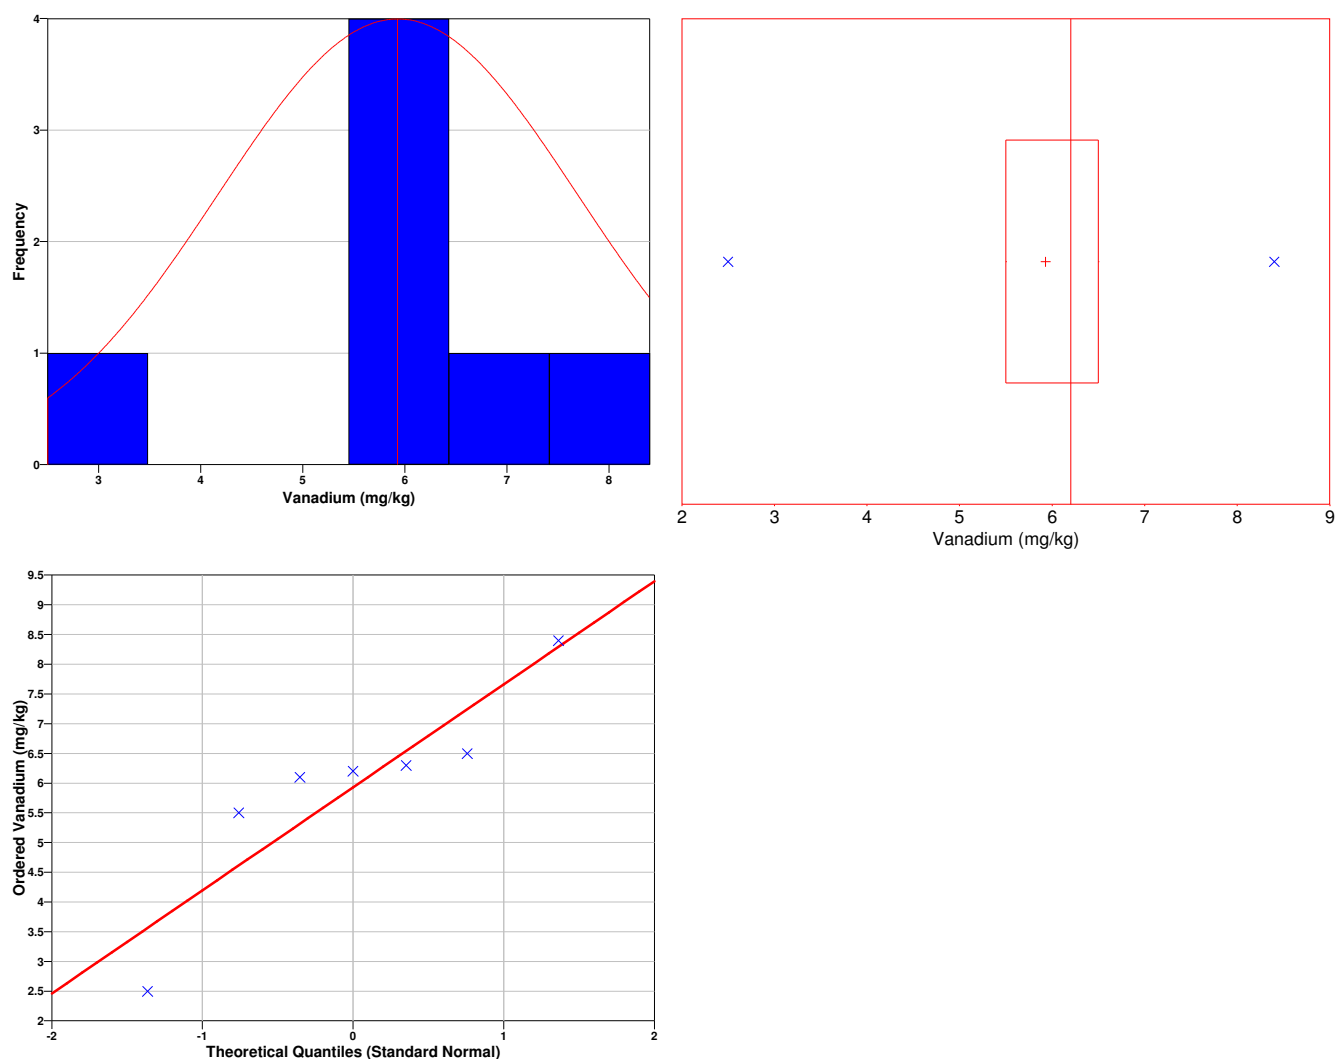 4
3
2
1
0
Frequency
3 4 5 6 7 8
Vanadium (mg/kg)
2 3 4 5 6 7 8 9
Vanadium (mg/kg)
9.5
9
8.5
8
7.5
7
6.5
6
5.5
5
4.5
4
3.5
3
2.5
2
Ordered Vanadium (mg/kg)
-2 -1 0 1 2
Theoretical Quantiles (Standard Normal)